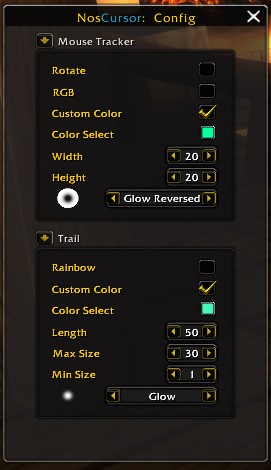 NosCursor: Config
Mouse Tracker
Rotate
RGB
Custom Color
Color Select
Width 20
Height 20
Glow Reversed
Trail
Rainbow
Custom Color
Color Select
Length 50
Max Size 30
Min Size 1
Glow